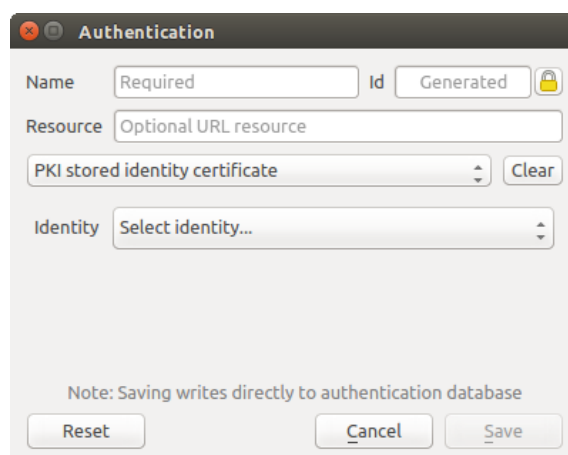 Authentication
Name Required Id Generated
Resource Optional URL resource
PKI stored identity certificate Clear
Identity Select identity...
Note: Saving writes directly to authentication database
Reset Cancel Save